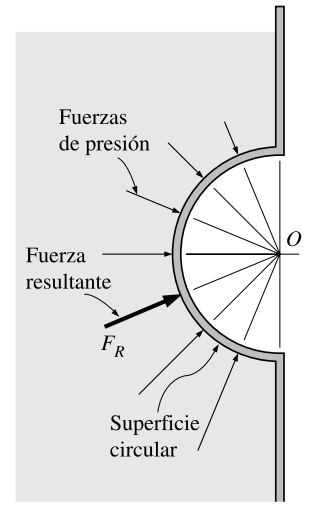 Fuerzas
de presión
O
Fuerza
resultante
F_R
Superficie
circular